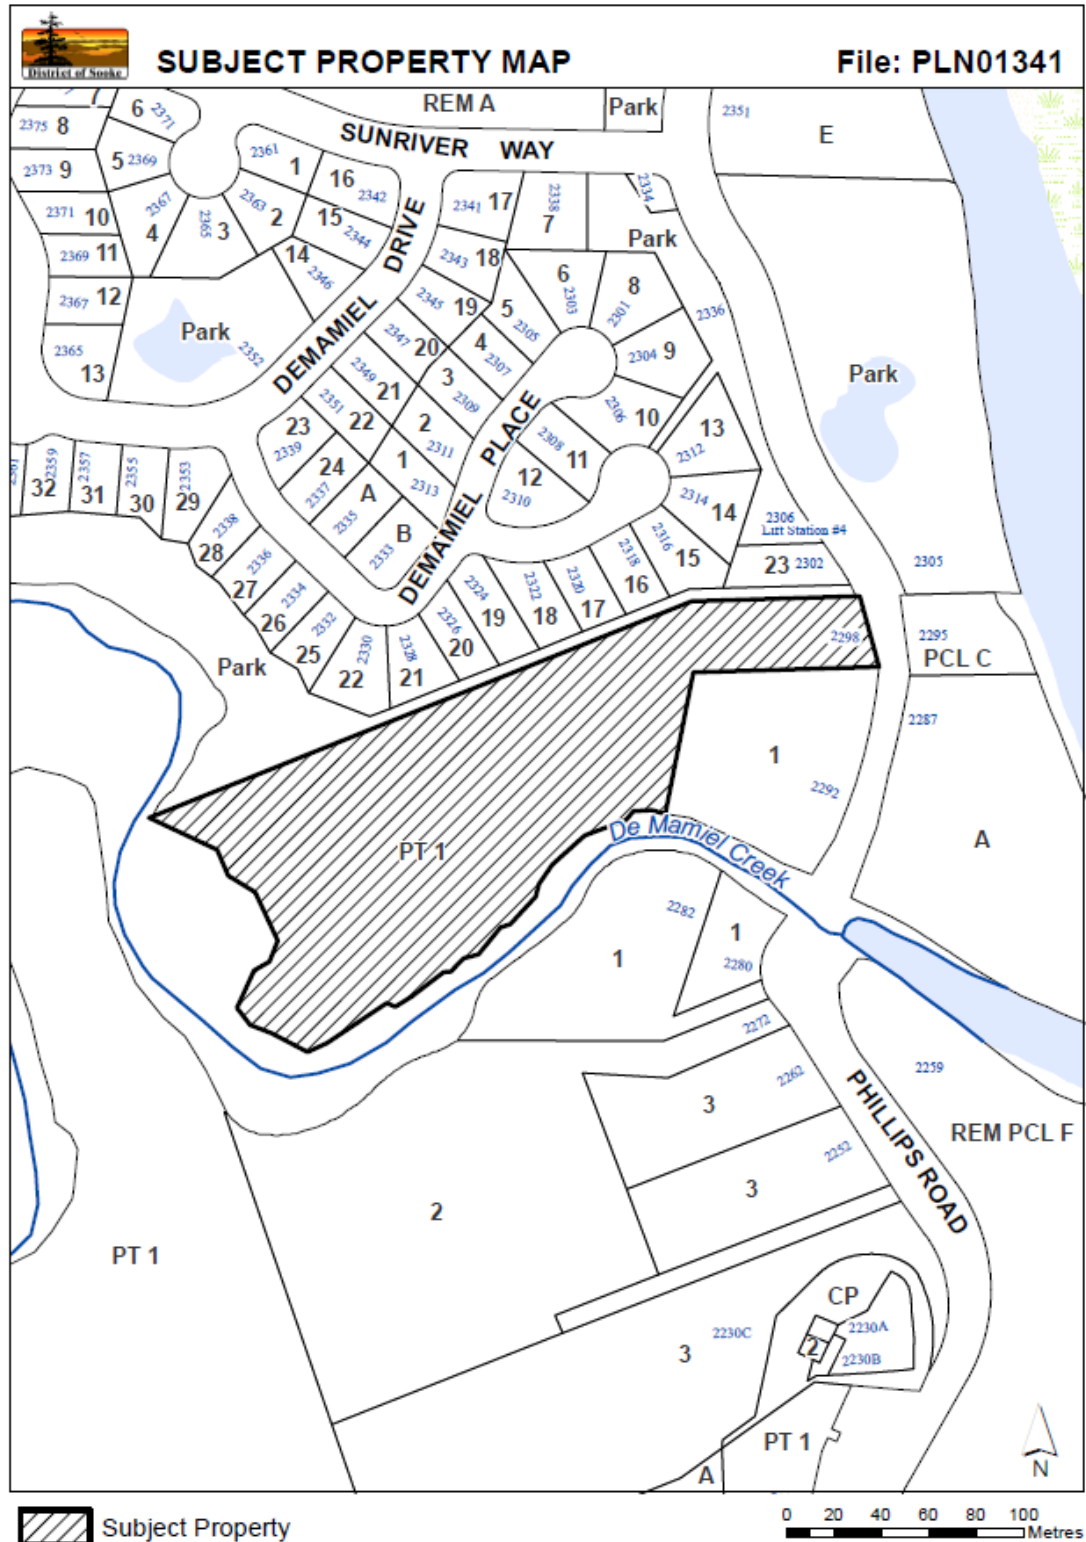 District of Sooke
SUBJECT PROPERTY MAP
File: PLN01341
REM A
Park
2351
E
SUNRIVER WAY
7
6 2371
2375 8
5 2369
2361 1
16 2342
2373 9
2367 4
2365 3
2363 2
15 2344
2341 17
2338 7
2334
Park
2371 10
2369 11
14 2346
2343 18
DEMAMIEL DRIVE
2367 12
2365 13
Park
2352
2345 19
5 2305
6 2303
8 2301
2336
2347 20
4 2307
2304 9
2349 21
3 2309
2306 10
Park
2351 22
2 2311
2308 11
13 2312
23 2339
1 2313
12 2310
24 2337
A 2335
B 2333
DEMAMIEL PLACE
2361
32 2359
31 2357
30 2355
29 2353
28 2338
27 2336
26 2334
25 2332
22 2330
21 2328
20 2326
19 2324
18 2322
17 2320
16 2318
15 2316
14 2314
2306
Lift Station #4
23 2302
2305
Park
2298
2295
PCL C
2287
1
2292
A
PT 1
De Mamiel Creek
2282
1
1
2280
2272
2262
3
2259
PHILLIPS ROAD
REM PCL F
2252
3
2
PT 1
CP
2230A
2
2230B
2230C
3
PT 1
A
N
Subject Property
0 20 40 60 80 100
Metres